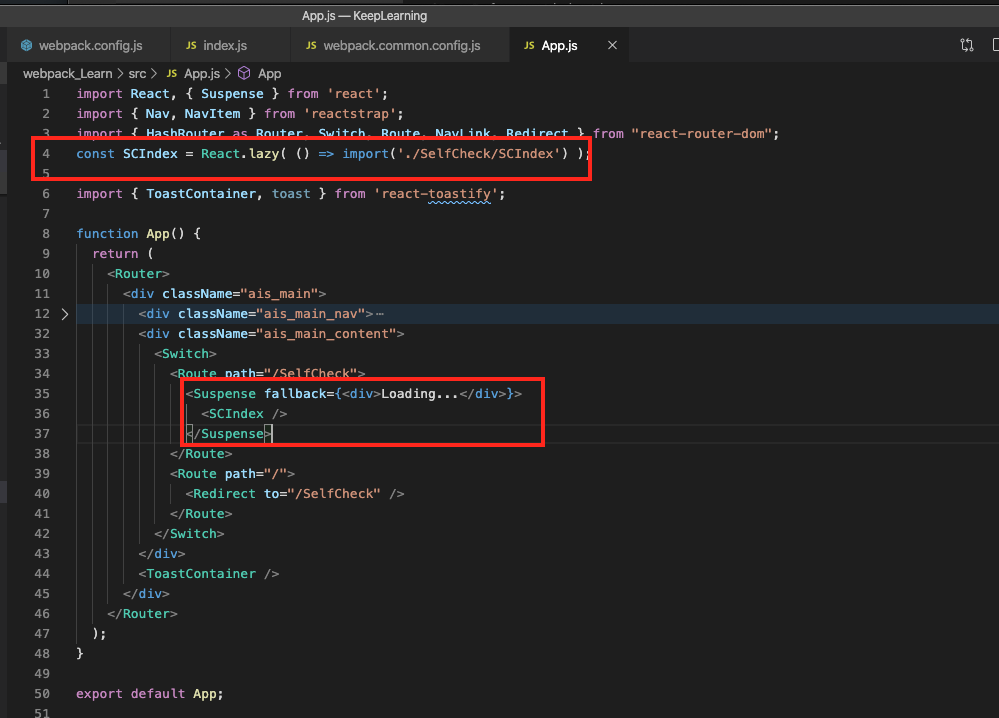 App.js — KeepLearning
webpack.config.js JS index.js JS webpack.common.config.js JS App.js
webpack_Learn > src > JS App.js > App
1 import React, { Suspense } from 'react';
2 import { Nav, NavItem } from 'reactstrap';
3 import { HashRouter as Router, Switch, Route, NavLink, Redirect } from "react-router-dom";
4 const SCIndex = React.lazy( () => import('./SelfCheck/SCIndex') );
5
6 import { ToastContainer, toast } from 'react-toastify';
7
8 function App() {
9 return (
10 <Router>
11 <div className="ais_main">
12 <div className="ais_main_nav">⋯
32 <div className="ais_main_content">
33 <Switch>
34 <Route path="/SelfCheck">
35 <Suspense fallback={<div>Loading...</div>}>
36 <SCIndex />
37 </Suspense>
38 </Route>
39 <Route path="/">
40 <Redirect to="/SelfCheck" />
41 </Route>
42 </Switch>
43 </div>
44 <ToastContainer />
45 </div>
46 </Router>
47 );
48 }
49
50 export default App;
51